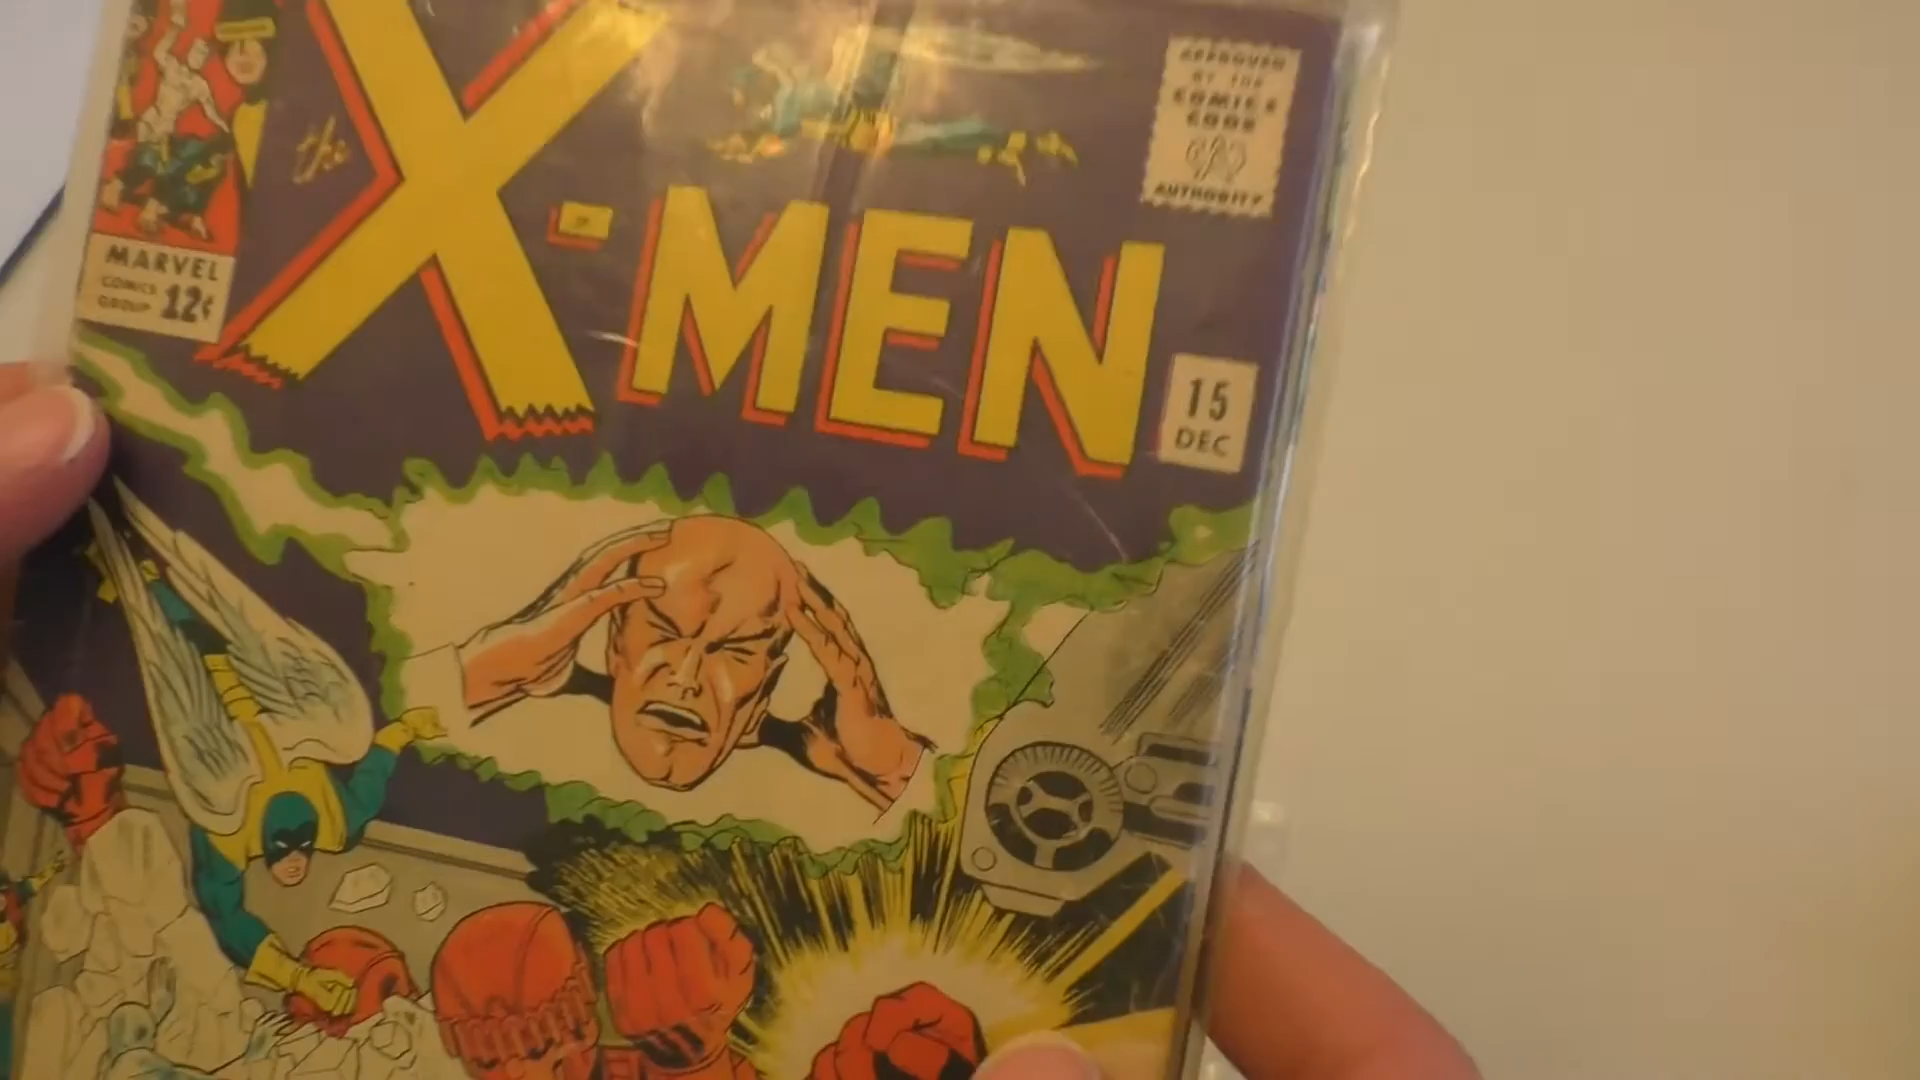 the
X-MEN
APPROVED
BY THE
COMICS
CODE
AUTHORITY
MARVEL
COMICS
GROUP 12¢
15
DEC